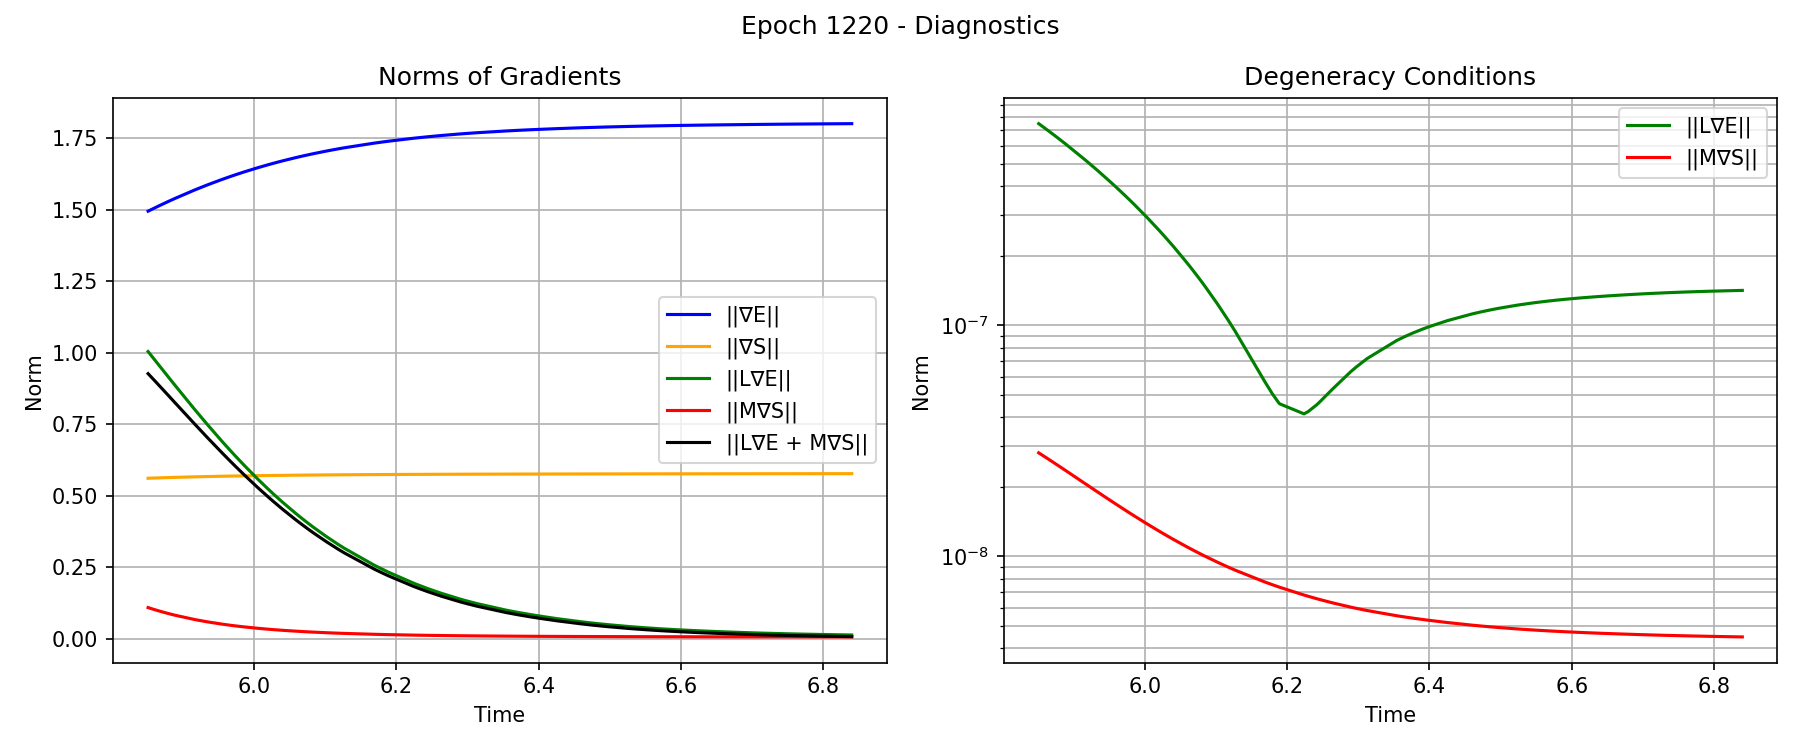 Epoch 1220 - Diagnostics
Norms of Gradients
Norm
1.75
1.50
1.25
1.00
0.75
0.50
0.25
0.00
||∇E||
||∇S||
||L∇E||
||M∇S||
||L∇E + M∇S||
6.0 6.2 6.4 6.6 6.8
Time
Degeneracy Conditions
Norm
10⁻⁷
10⁻⁸
||L∇E||
||M∇S||
6.0 6.2 6.4 6.6 6.8
Time